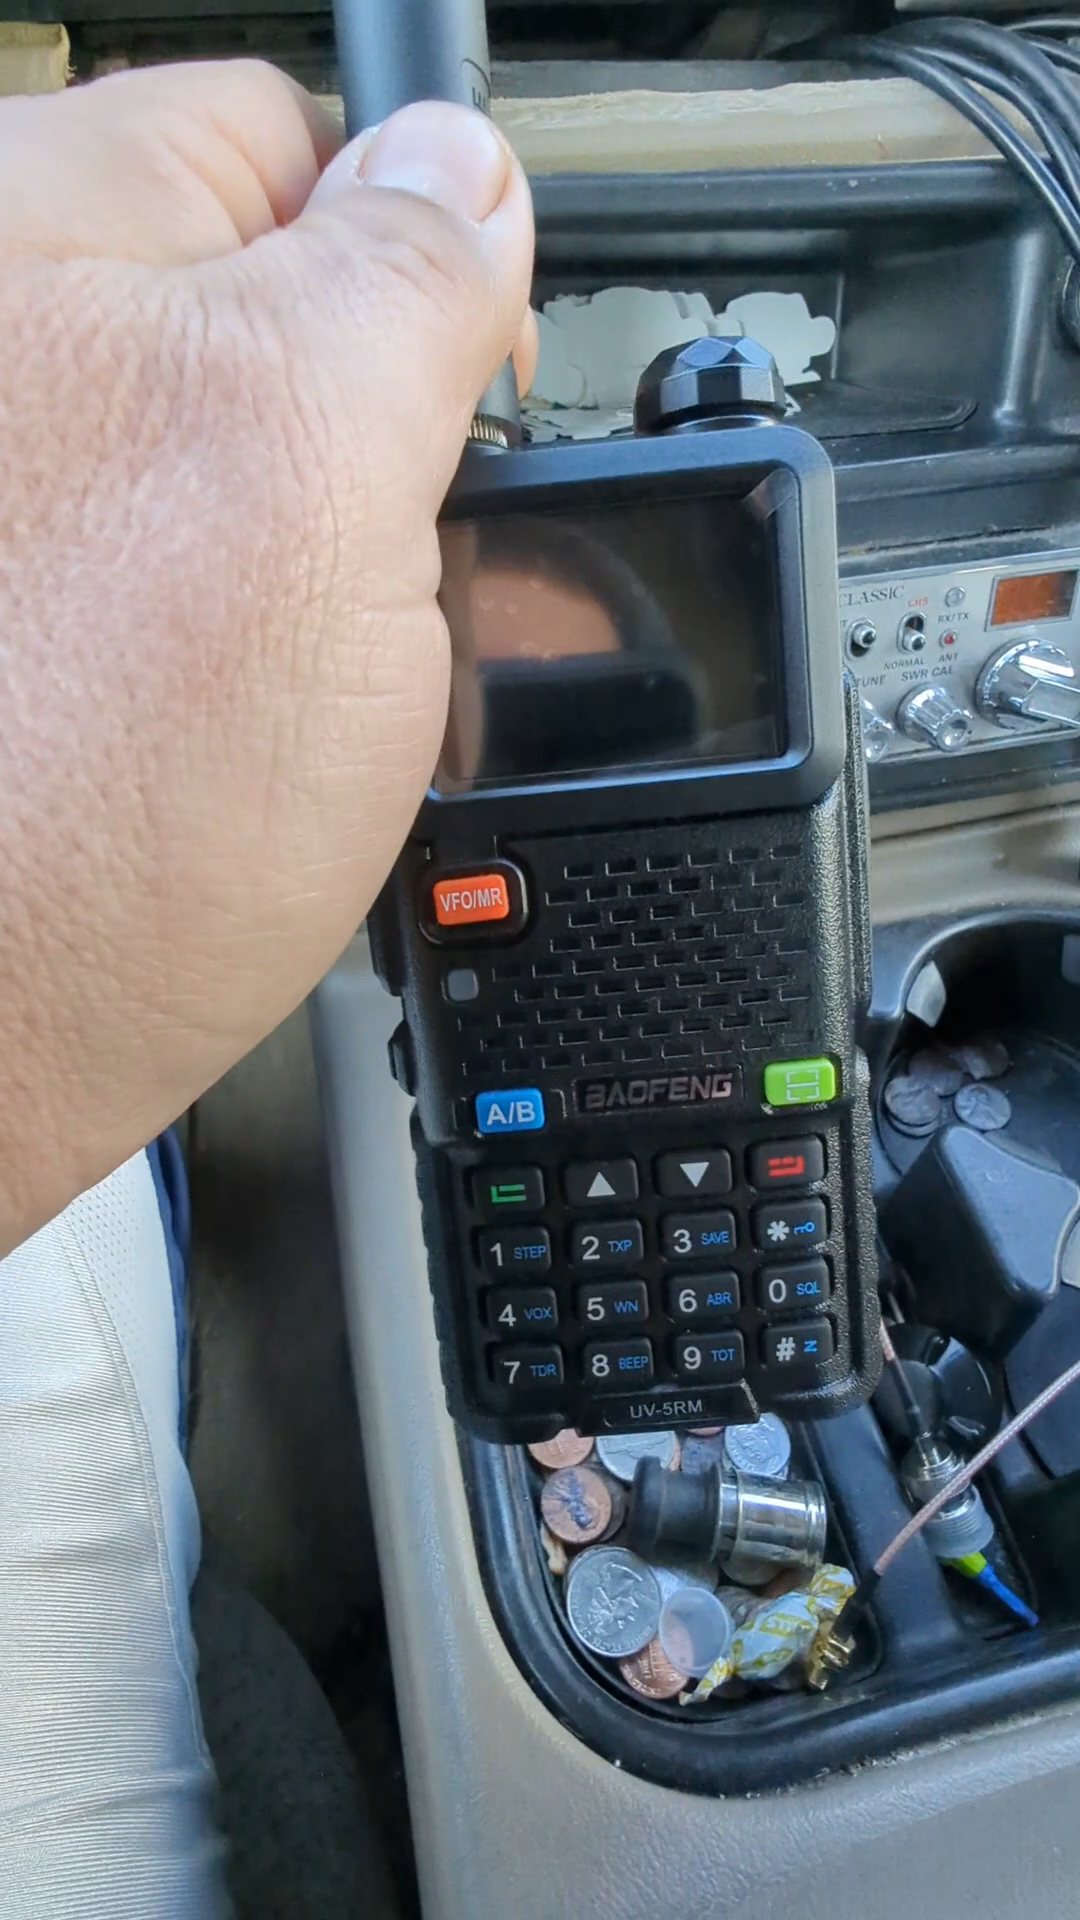 CLASSIC
CH9
RX/TX
NORMAL
ANT
SWR CAL
VFO/MR
A/B
BAOFENG
1 STEP
2 TXP
3 SAVE
*
4 VOX
5 WN
6 ABR
0 SQL
7 TDR
8 BEEP
9 TOT
#
UV-5RM